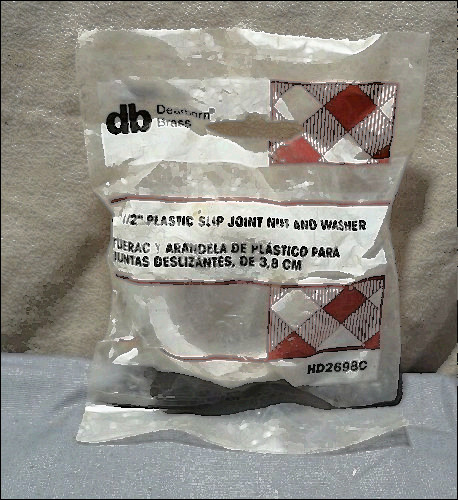 db Dearborn®
Brass
1/2" PLASTIC SLIP JOINT NUT AND WASHER
TUERAC Y ARANDELA DE PLÁSTICO PARA
JUNTAS DESLIZANTES, DE 3,8 CM
HD2698C